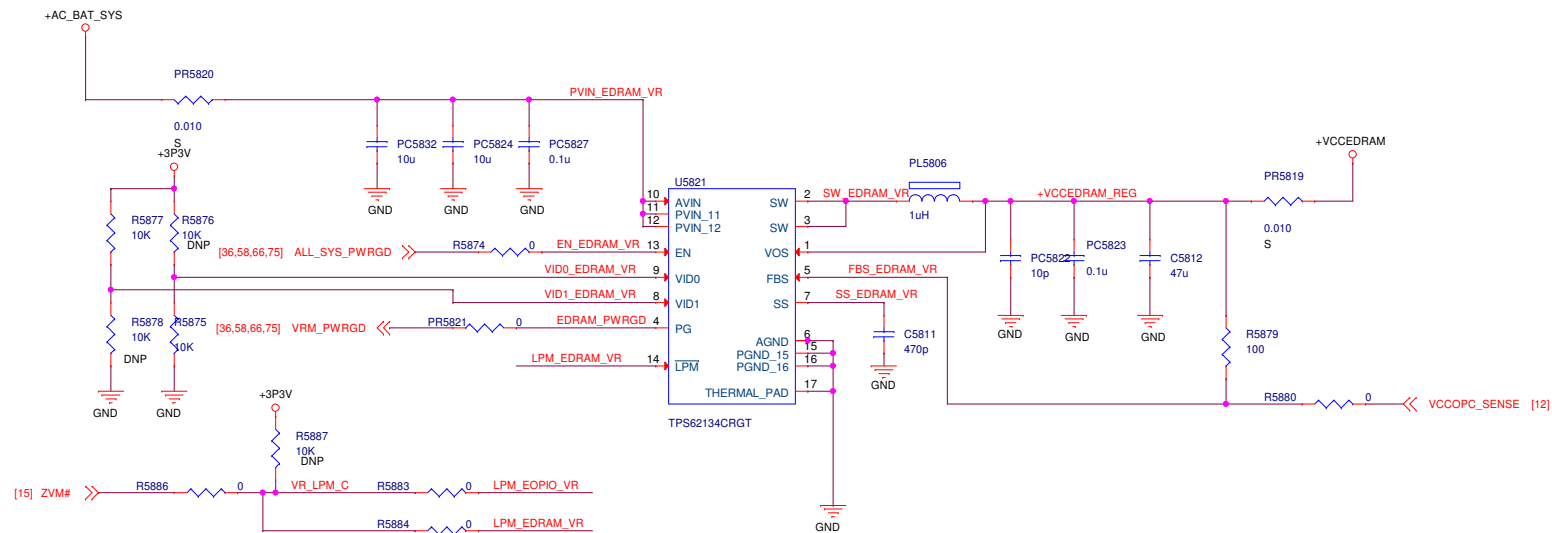 +AC_BAT_SYS
PR5820
0.010
S
PVIN_EDRAM_VR
PC5832
10u
PC5824
10u
PC5827
0.1u
GND
GND
GND
+3P3V
R5877
10K
R5876
10K
DNP
[36,58,66,75] ALL_SYS_PWRGD
R5874 0
EN_EDRAM_VR
VID0_EDRAM_VR
VID1_EDRAM_VR
R5878
10K
DNP
R5875
10K
[36,58,66,75] VRM_PWRGD
PR5821 0
EDRAM_PWRGD
LPM_EDRAM_VR
GND
GND
U5821
10 AVIN
11 PVIN_11
12 PVIN_12
13 EN
9 VID0
8 VID1
4 PG
14 LPM
SW 2
SW 3
VOS 1
FBS 5
SS 7
AGND 6
PGND_15 15
PGND_16 16
THERMAL_PAD 17
TPS62134CRGT
SW_EDRAM_VR
PL5806
1uH
+VCCEDRAM_REG
+VCCEDRAM
PR5819
0.010
S
FBS_EDRAM_VR
SS_EDRAM_VR
PC5822
10p
PC5823
0.1u
C5812
47u
GND
GND
GND
C5811
470p
GND
R5879
100
R5880 0
VCCOPC_SENSE [12]
GND
+3P3V
R5887
10K
DNP
[15] ZVM#
R5886 0
VR_LPM_C
R5883 0
LPM_EOPIO_VR
R5884 0
LPM_EDRAM_VR